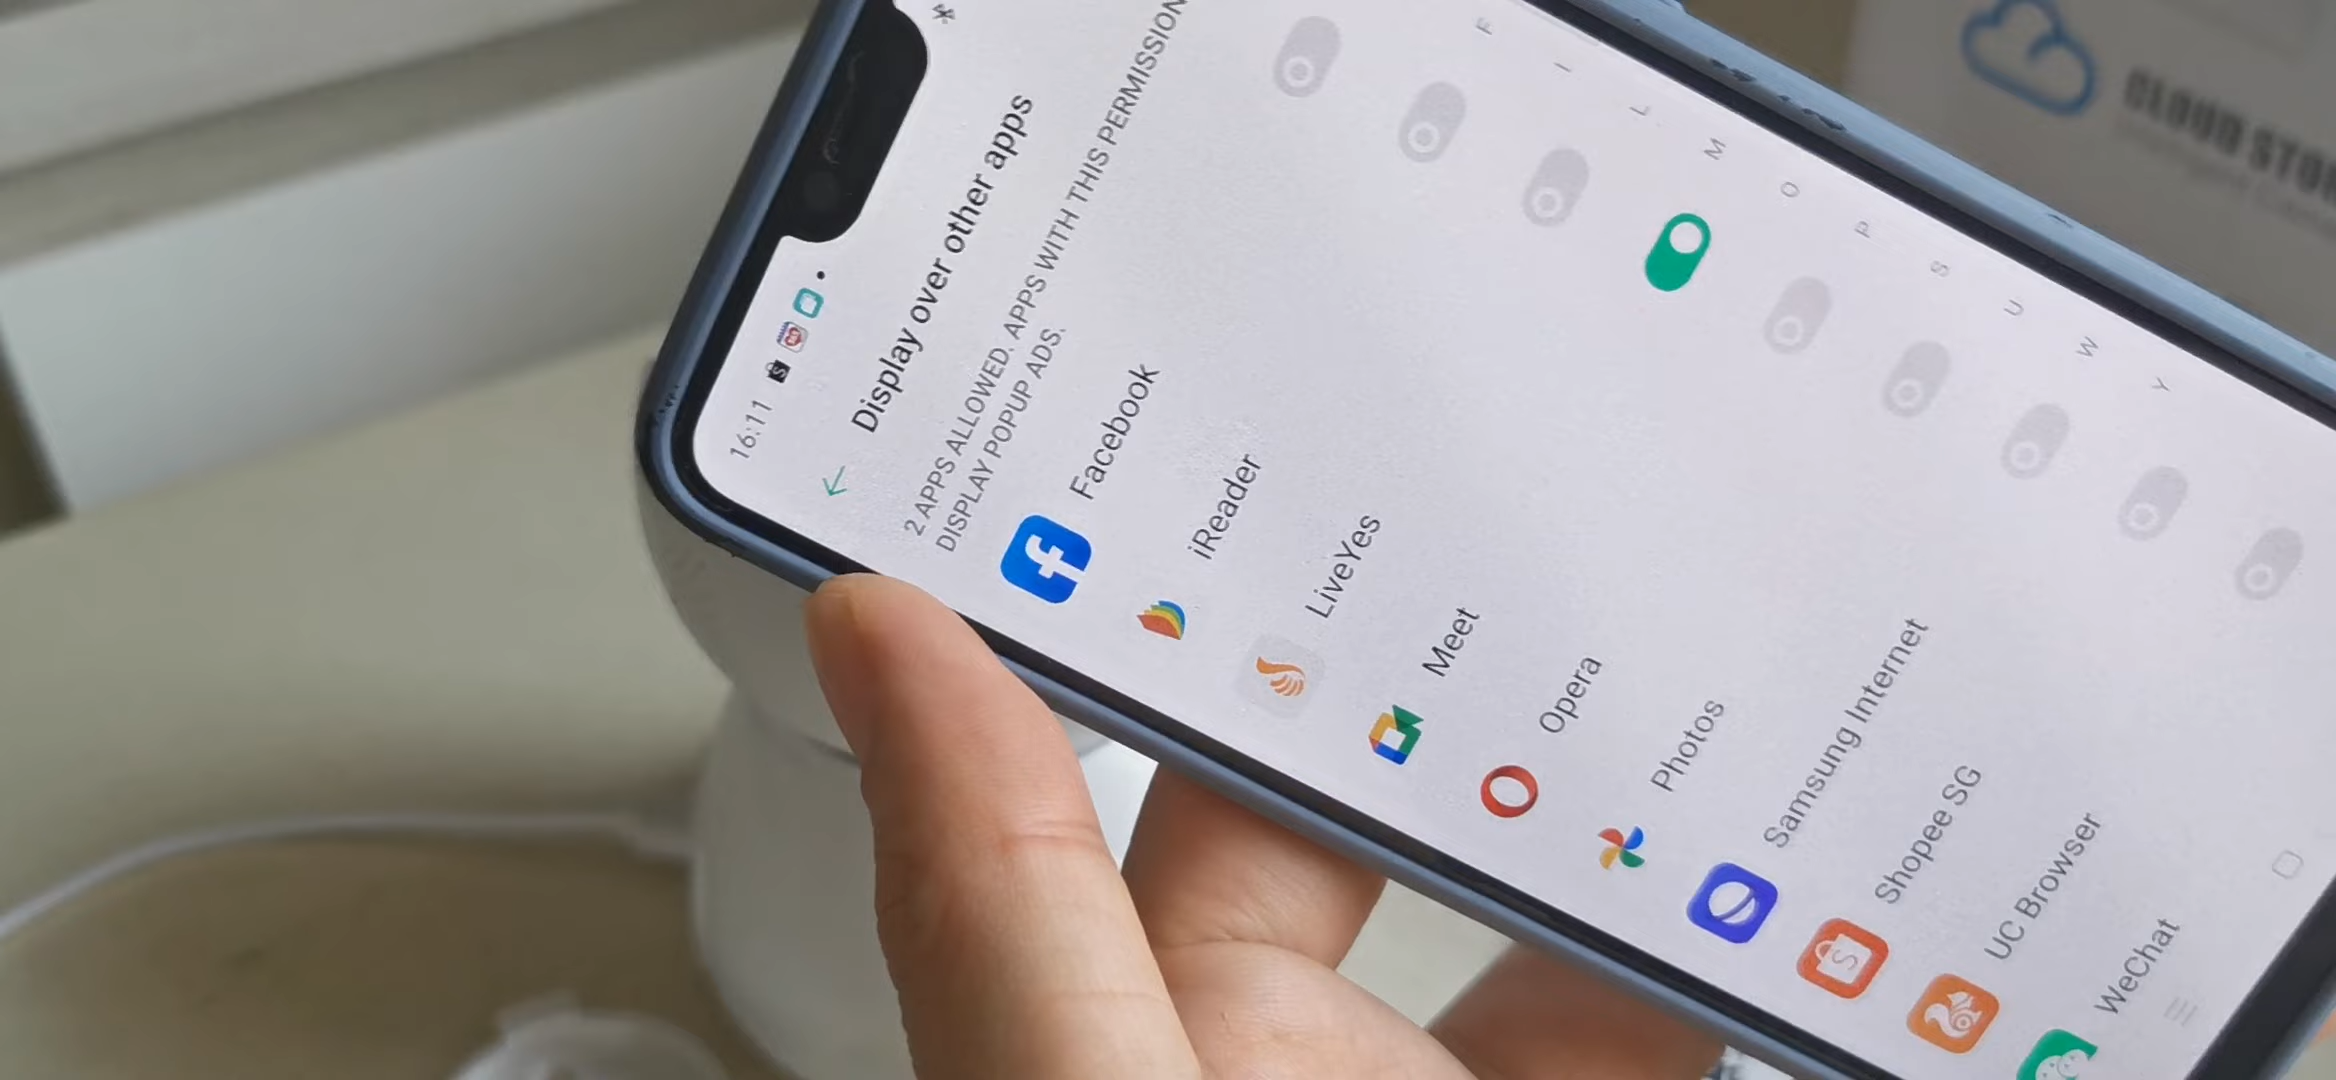 16:11
Display over other apps
2 APPS ALLOWED. APPS WITH THIS PERMISSION
DISPLAY POPUP ADS.
Facebook
iReader
LiveYes
Meet
Opera
Photos
Samsung Internet
Shopee SG
UC Browser
WeChat
F
I
L
M
O
P
S
U
W
Y
CLOUD